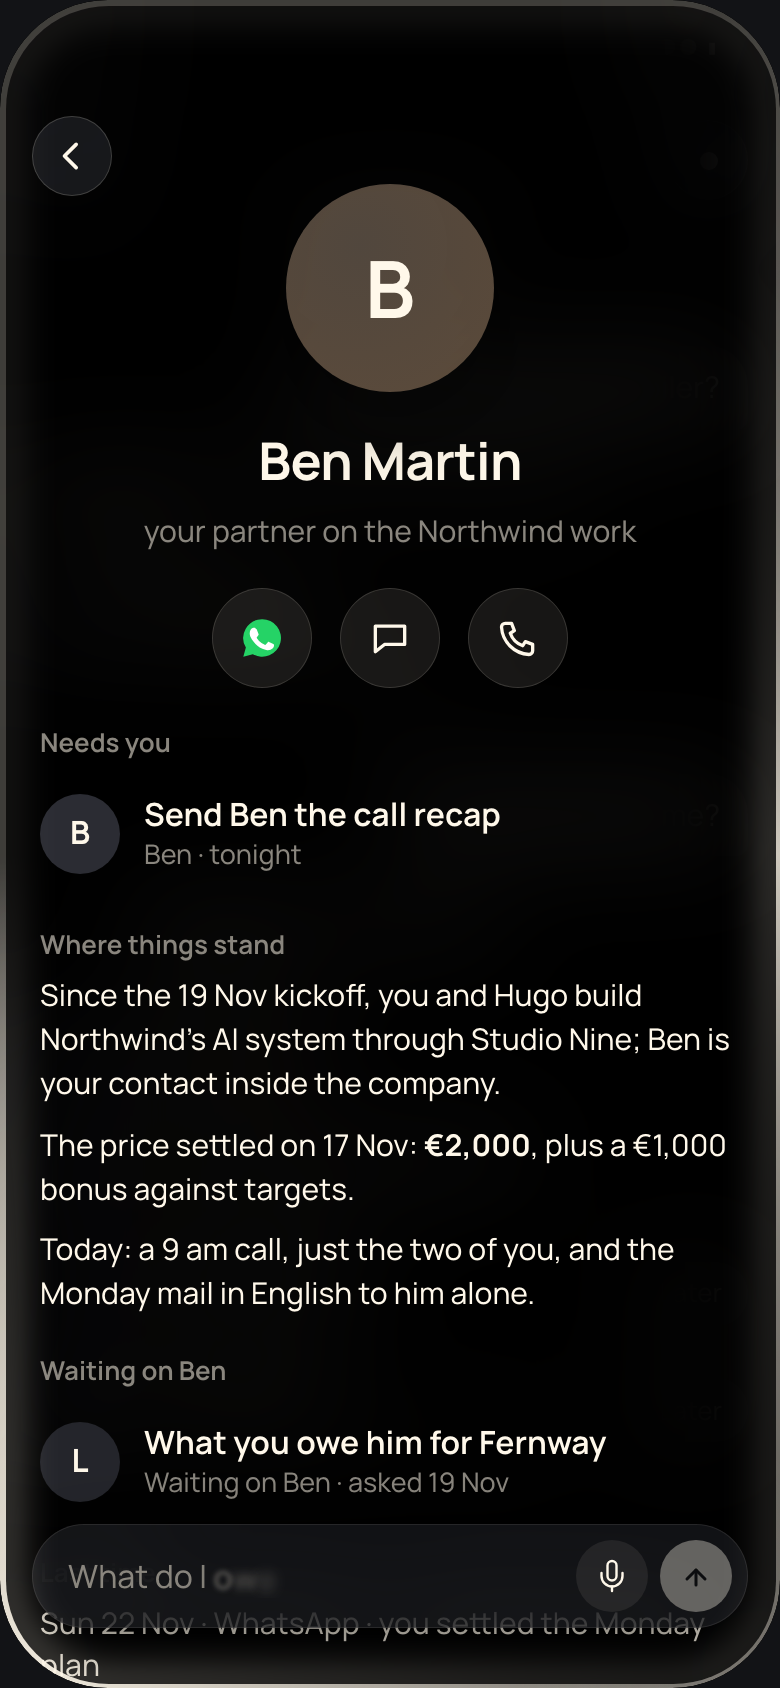 B
Ben Martin
your partner on the Northwind work
Needs you
B
Send Ben the call recap
Ben · tonight
Where things stand
Since the 19 Nov kickoff, you and Hugo build
Northwind’s AI system through Studio Nine; Ben is
your contact inside the company.
The price settled on 17 Nov: €2,000, plus a €1,000
bonus against targets.
Today: a 9 am call, just the two of you, and the
Monday mail in English to him alone.
Waiting on Ben
L
What you owe him for Fernway
Waiting on Ben · asked 19 Nov
What do I
Sun 22 Nov · WhatsApp · you settled the Monday
plan